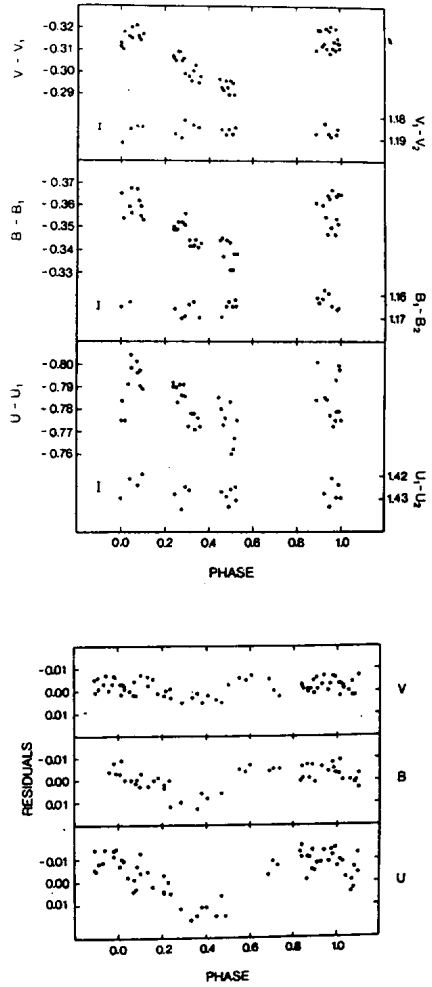 -0.32
-0.31
-0.30
-0.29
V - V₁
1.18
1.19
V₁-V₂
-0.37
-0.36
-0.35
-0.34
-0.33
B - B₁
1.16
1.17
B₁-B₂
-0.80
-0.79
-0.78
-0.77
-0.76
U - U₁
1.42
1.43
U₁-U₂
0.0 0.2 0.4 0.6 0.8 1.0
PHASE
-0.01
0.00
0.01
V
-0.01
0.00
0.01
B
-0.01
0.00
0.01
U
RESIDUALS
0.0 0.2 0.4 0.6 0.8 1.0
PHASE